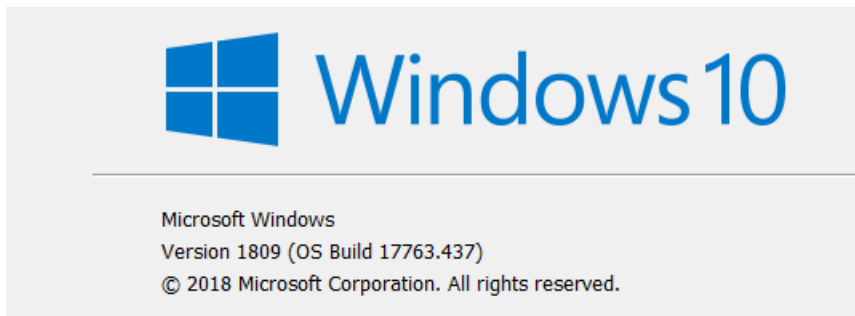 Windows 10
Microsoft Windows
Version 1809 (OS Build 17763.437)
© 2018 Microsoft Corporation. All rights reserved.